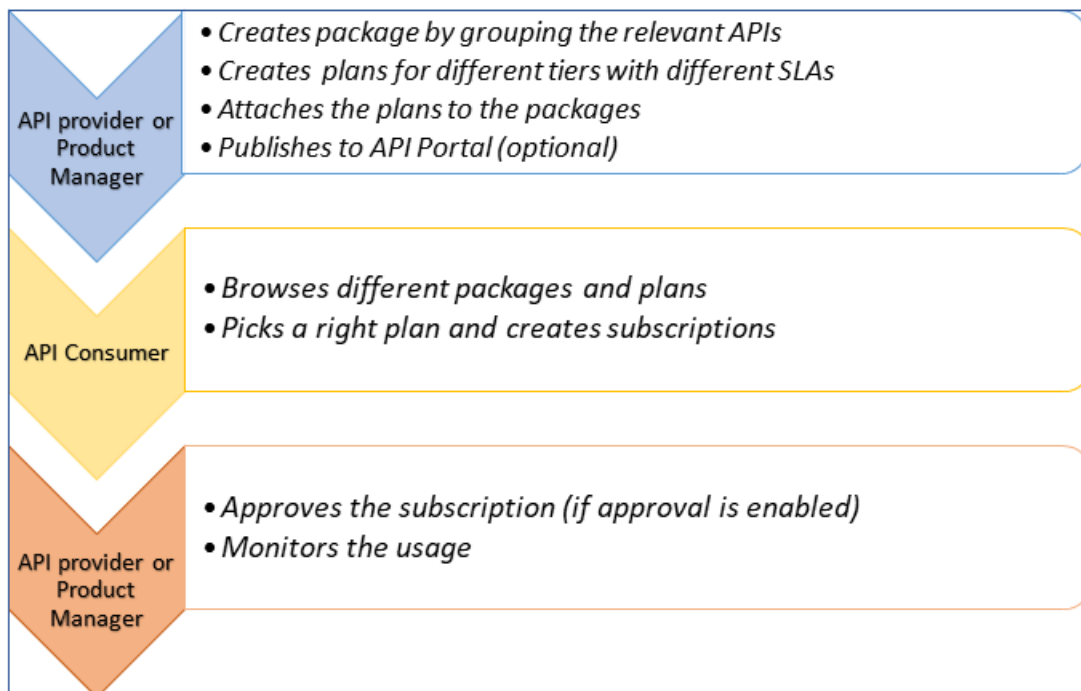 API provider or
Product
Manager
• Creates package by grouping the relevant APIs
• Creates plans for different tiers with different SLAs
• Attaches the plans to the packages
• Publishes to API Portal (optional)
API Consumer
• Browses different packages and plans
• Picks a right plan and creates subscriptions
API provider or
Product
Manager
• Approves the subscription (if approval is enabled)
• Monitors the usage